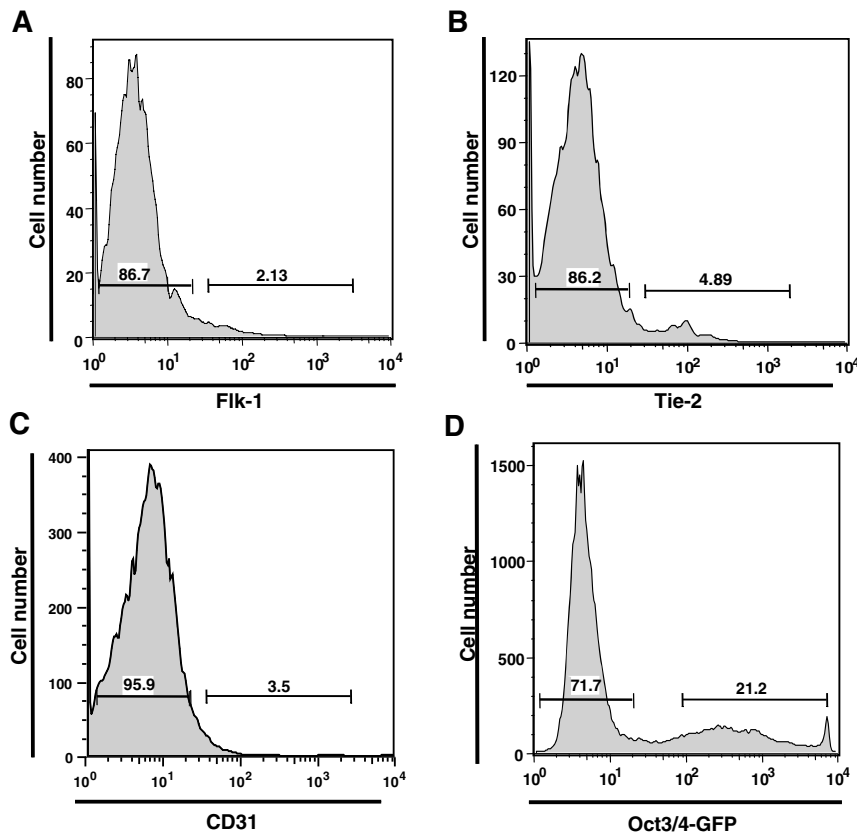 A
Cell number
80
60
40
20
0
86.7
2.13
10^0 10^1 10^2 10^3 10^4
Flk-1
B
Cell number
120
90
60
30
0
86.2
4.89
10^0 10^1 10^2 10^3 10^4
Tie-2
C
Cell number
400
300
200
100
0
95.9
3.5
10^0 10^1 10^2 10^3 10^4
CD31
D
Cell number
1500
1000
500
0
71.7
21.2
10^0 10^1 10^2 10^3 10^4
Oct3/4-GFP